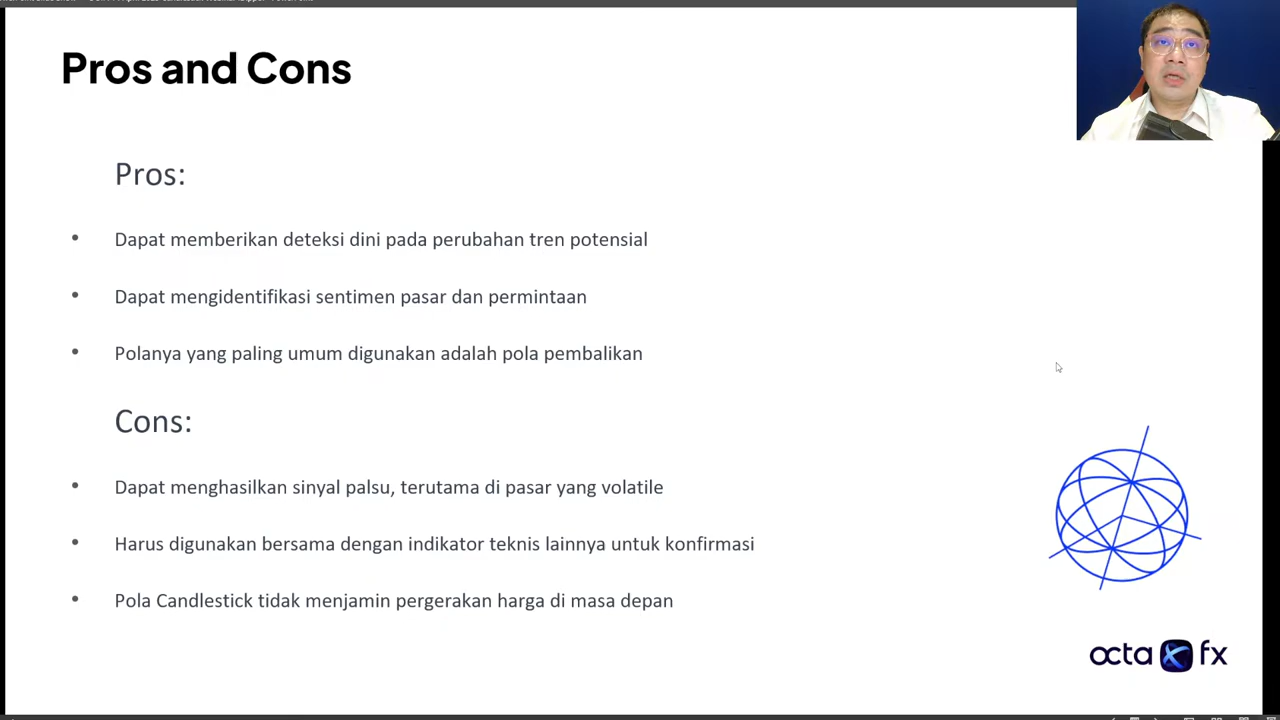 Pros and Cons
Pros:
• Dapat memberikan deteksi dini pada perubahan tren potensial
• Dapat mengidentifikasi sentimen pasar dan permintaan
• Polanya yang paling umum digunakan adalah pola pembalikan
Cons:
• Dapat menghasilkan sinyal palsu, terutama di pasar yang volatile
• Harus digunakan bersama dengan indikator teknis lainnya untuk konfirmasi
• Pola Candlestick tidak menjamin pergerakan harga di masa depan
octa fx